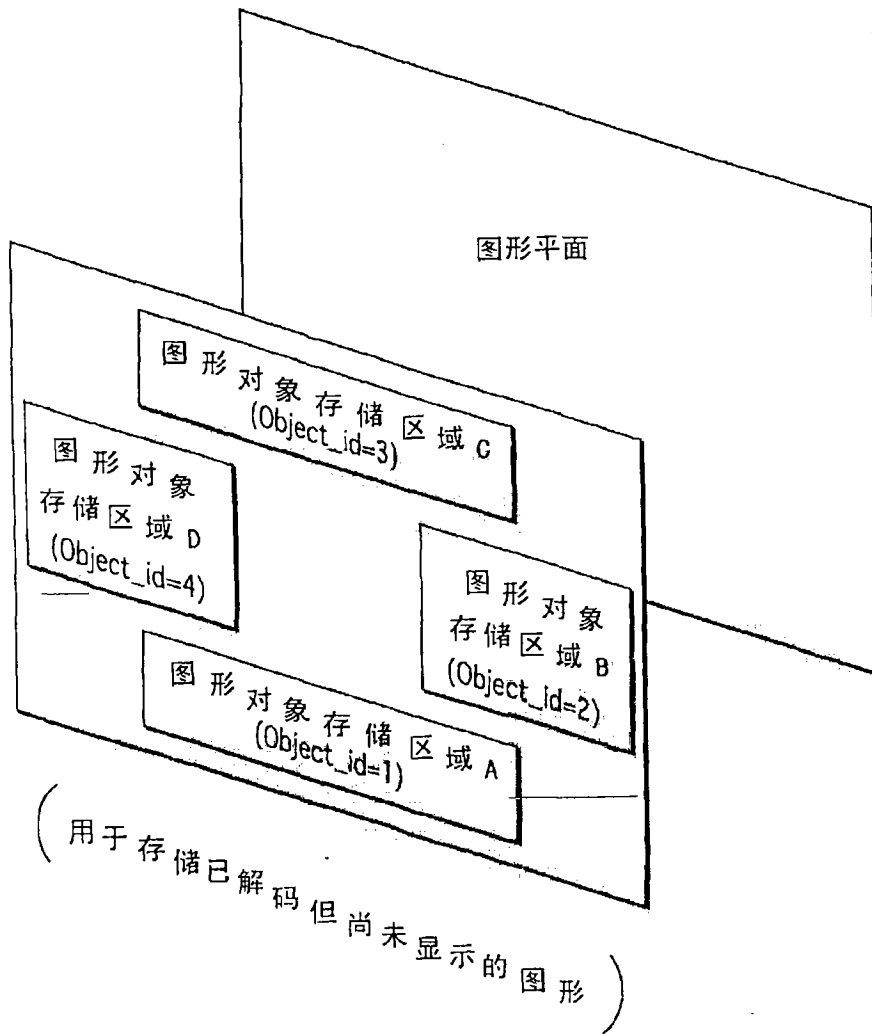 图形平面
图形对象存储区域C
(Object_id=3)
图形对象
存储区域D
(Object_id=4)
图形对象
存储区域B
(Object_id=2)
图形对象存储区域A
(Object_id=1)
(用于存储已解码但尚未显示的图形)